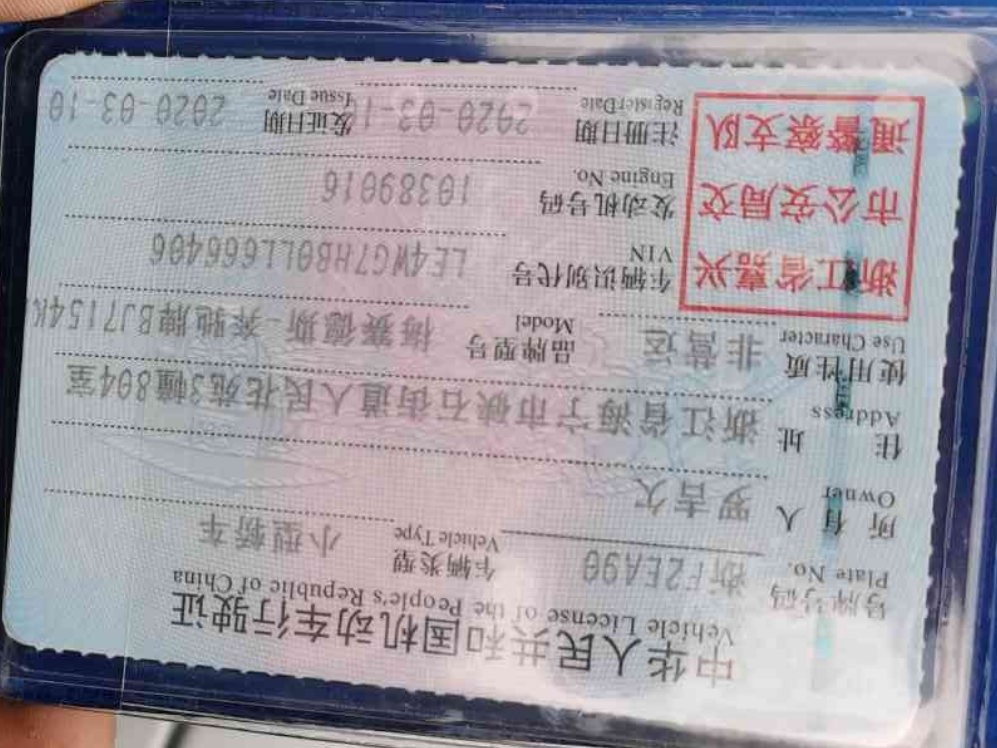 中华人民共和国机动车行驶证
Vehicle License of the People's Republic of China
号牌号码 浙F2EA90 车辆类型 小型轿车
Plate No. Vehicle Type
所有人 罗吉欠
Owner
住址 浙江省海宁市硖石街道人民花苑3幢804室
Address
使用性质 非营运 品牌型号 梅赛德斯-奔驰牌BJ7154K
Use Character Model
浙江省嘉兴
市公安局交
通警察支队
车辆识别代号 LE4WG7HB0LL666406
VIN
发动机号码 10389016
Engine No.
注册日期 2020-03-10 发证日期 2020-03-10
Register Date Issue Date